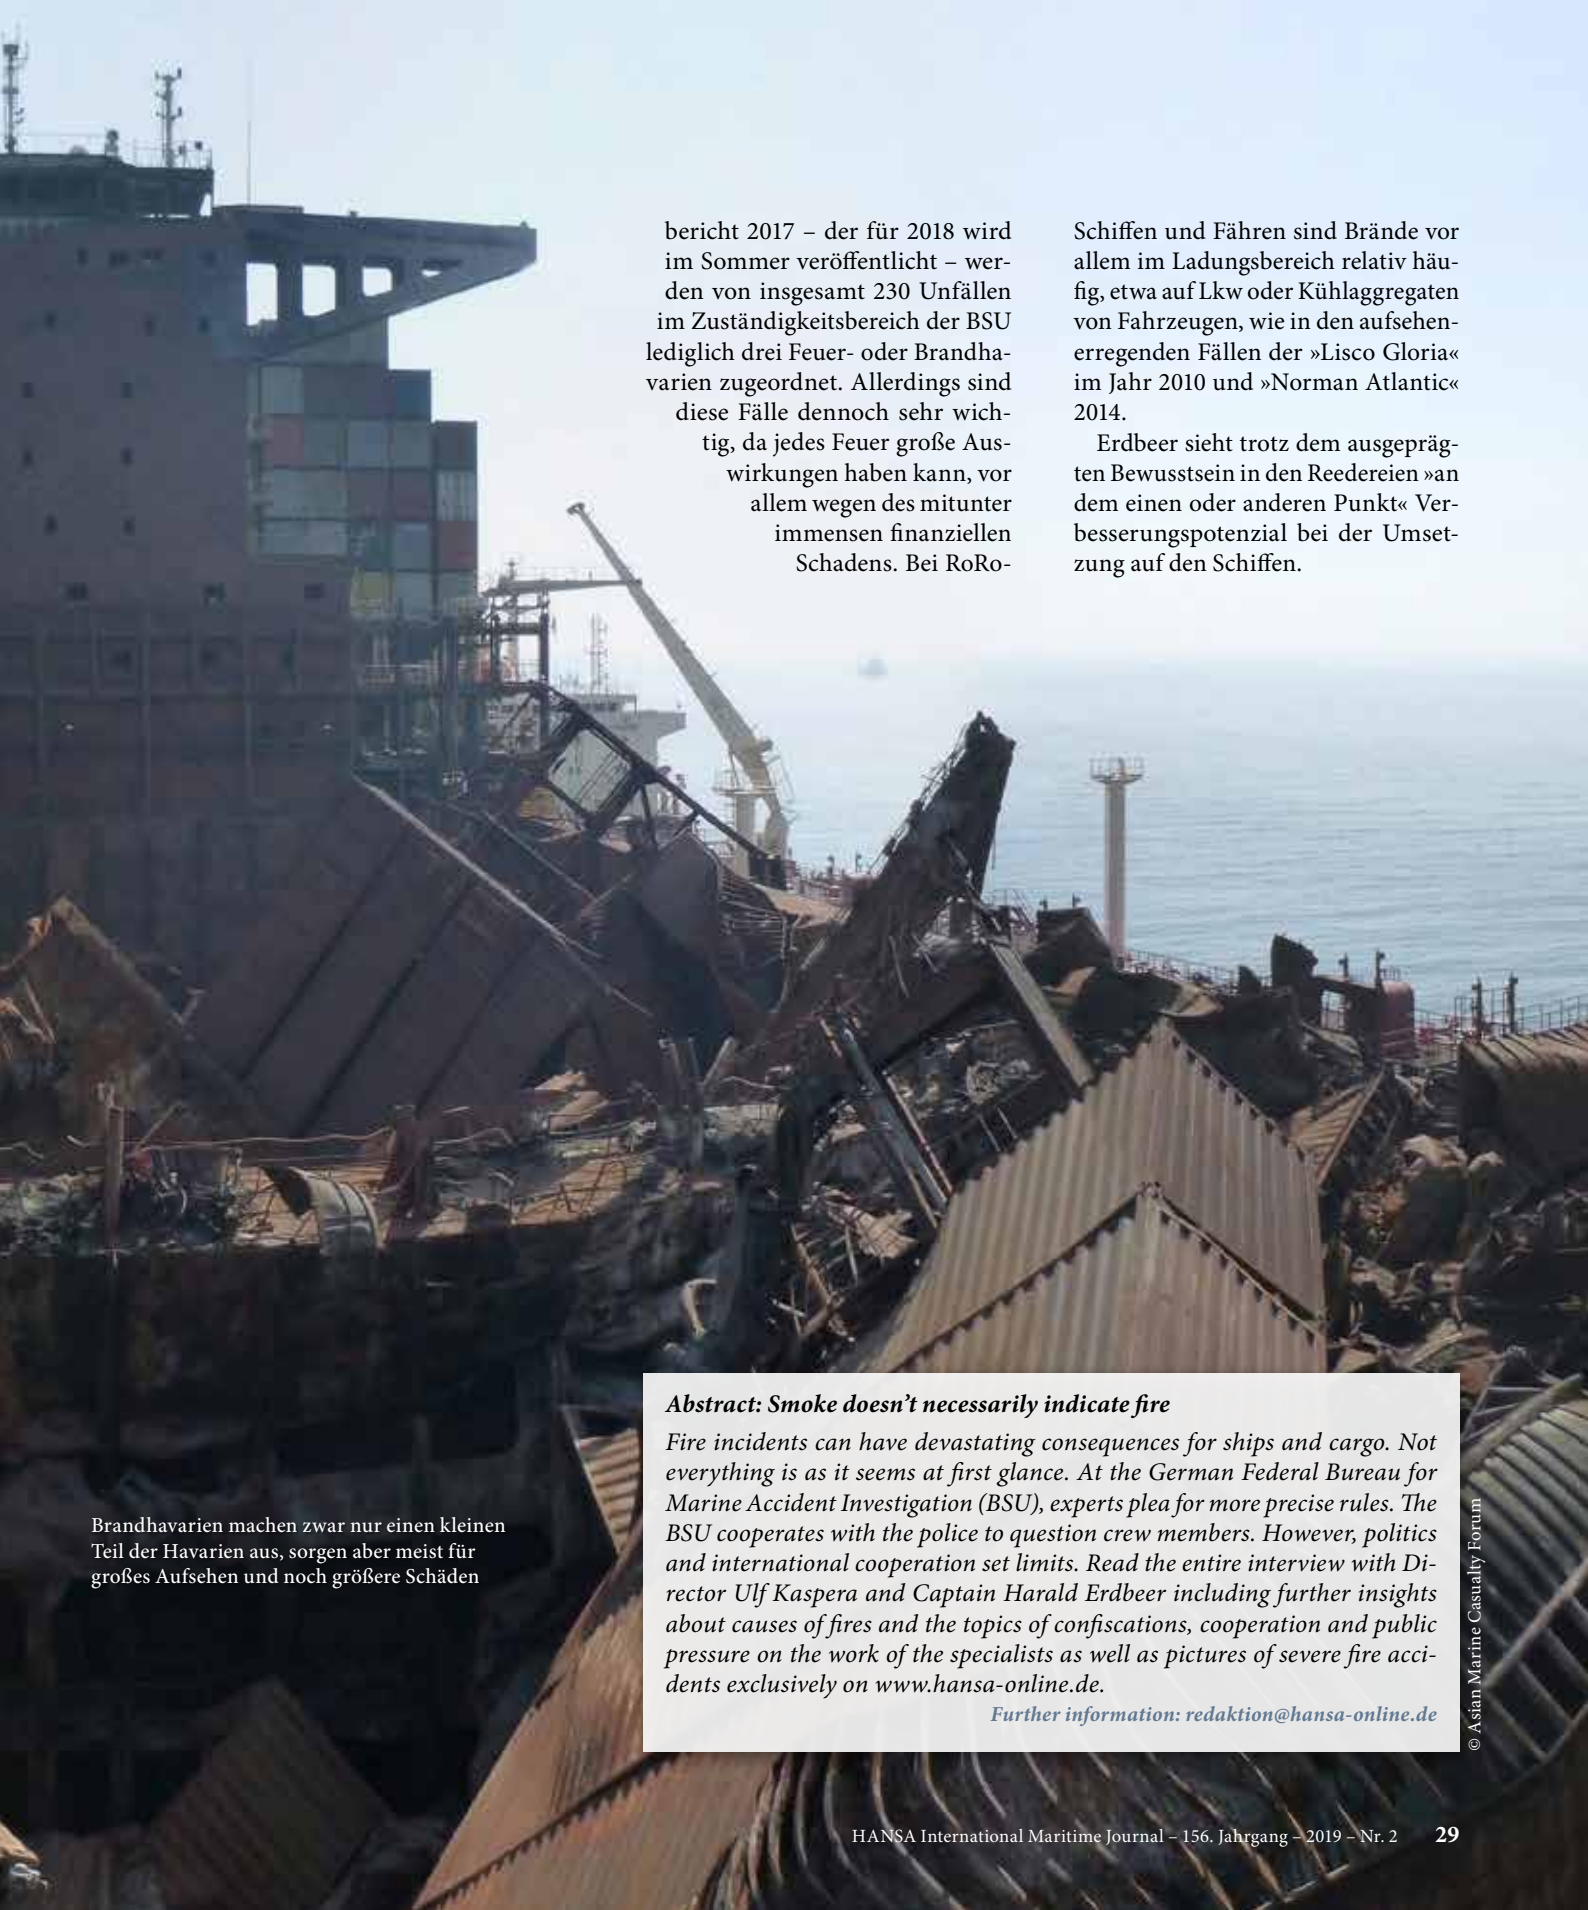 bericht 2017 – der für 2018 wird
im Sommer veröffentlicht – wer-
den von insgesamt 230 Unfällen
im Zuständigkeitsbereich der BSU
lediglich drei Feuer- oder Brandha-
varien zugeordnet. Allerdings sind
diese Fälle dennoch sehr wich-
tig, da jedes Feuer große Aus-
wirkungen haben kann, vor
allem wegen des mitunter
immensen finanziellen
Schadens. Bei RoRo-
Schiffen und Fähren sind Brände vor
allem im Ladungsbereich relativ häu-
fig, etwa auf Lkw oder Kühlaggregaten
von Fahrzeugen, wie in den aufsehen-
erregenden Fällen der »Lisco Gloria«
im Jahr 2010 und »Norman Atlantic«
2014.
Erdbeer sieht trotz dem ausgepräg-
ten Bewusstsein in den Reedereien »an
dem einen oder anderen Punkt« Ver-
besserungspotenzial bei der Umset-
zung auf den Schiffen.
Abstract: Smoke doesn’t necessarily indicate fire
Fire incidents can have devastating consequences for ships and cargo. Not
everything is as it seems at first glance. At the German Federal Bureau for
Marine Accident Investigation (BSU), experts plea for more precise rules. The
BSU cooperates with the police to question crew members. However, politics
and international cooperation set limits. Read the entire interview with Di-
rector Ulf Kaspera and Captain Harald Erdbeer including further insights
about causes of fires and the topics of confiscations, cooperation and public
pressure on the work of the specialists as well as pictures of severe fire acci-
dents exclusively on www.hansa-online.de.
Further information: redaktion@hansa-online.de
Brandhavarien machen zwar nur einen kleinen
Teil der Havarien aus, sorgen aber meist für
großes Aufsehen und noch größere Schäden
© Asian Marine Casualty Forum
HANSA International Maritime Journal – 156. Jahrgang – 2019 – Nr. 2 29